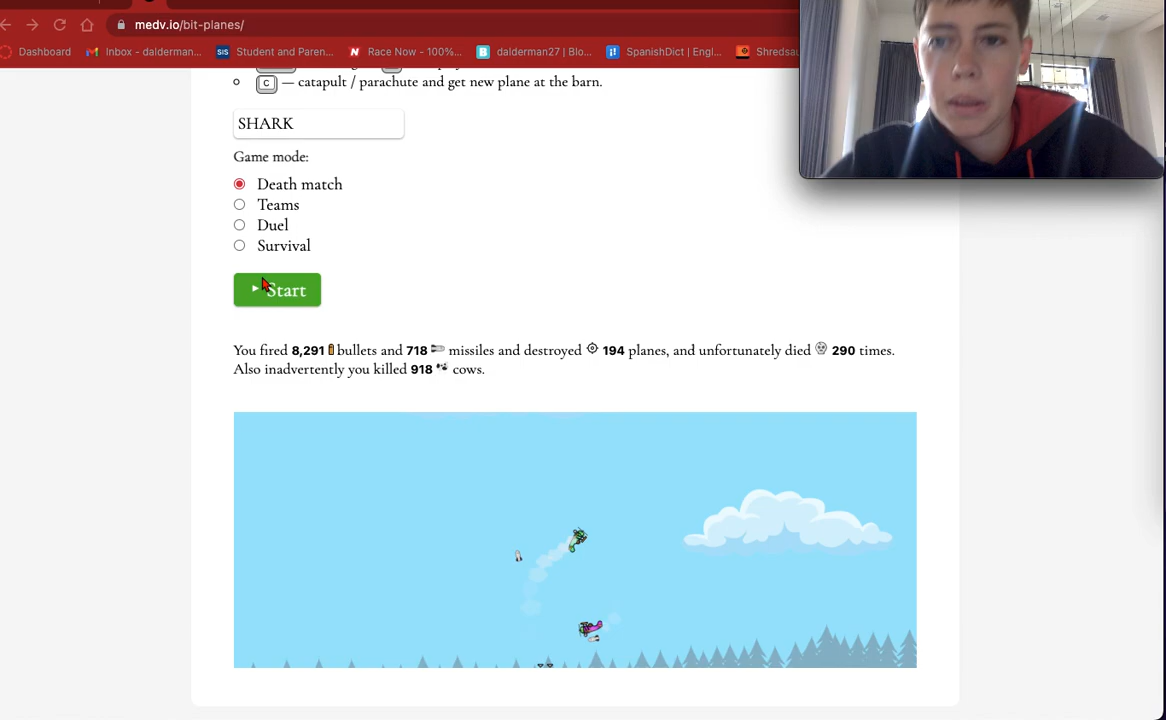 medv.io/bit-planes/
Dashboard Inbox - dalderman... SIS Student and Paren... N Race Now - 100%... B dalderman27 | Blo... SpanishDict | Engl... Shredsau
C — catapult / parachute and get new plane at the barn.
SHARK
Game mode:
Death match
Teams
Duel
Survival
Start
You fired 8,291 bullets and 718 missiles and destroyed 194 planes, and unfortunately died 290 times.
Also inadvertently you killed 918 cows.